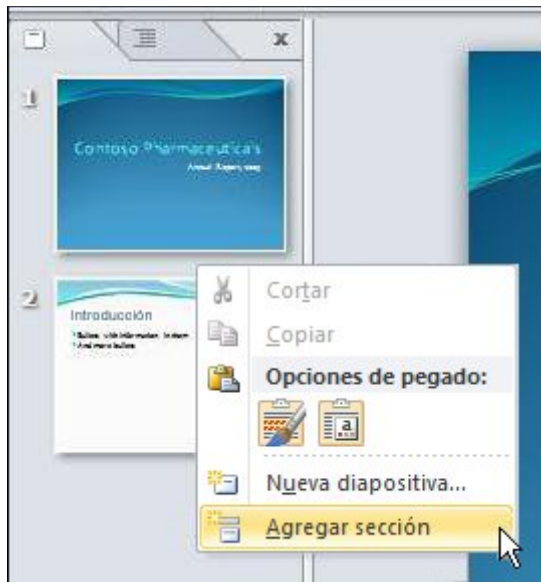 1
Contoso Pharmaceuticals
2
Introducción
Cortar
Copiar
Opciones de pegado:
a
Nueva diapositiva...
Agregar sección